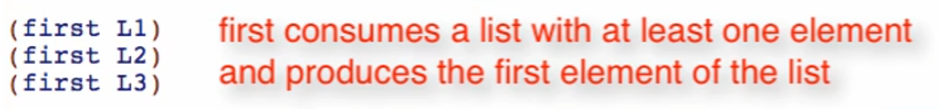 (first L1)
(first L2)
(first L3)
first consumes a list with at least one element
and produces the first element of the list